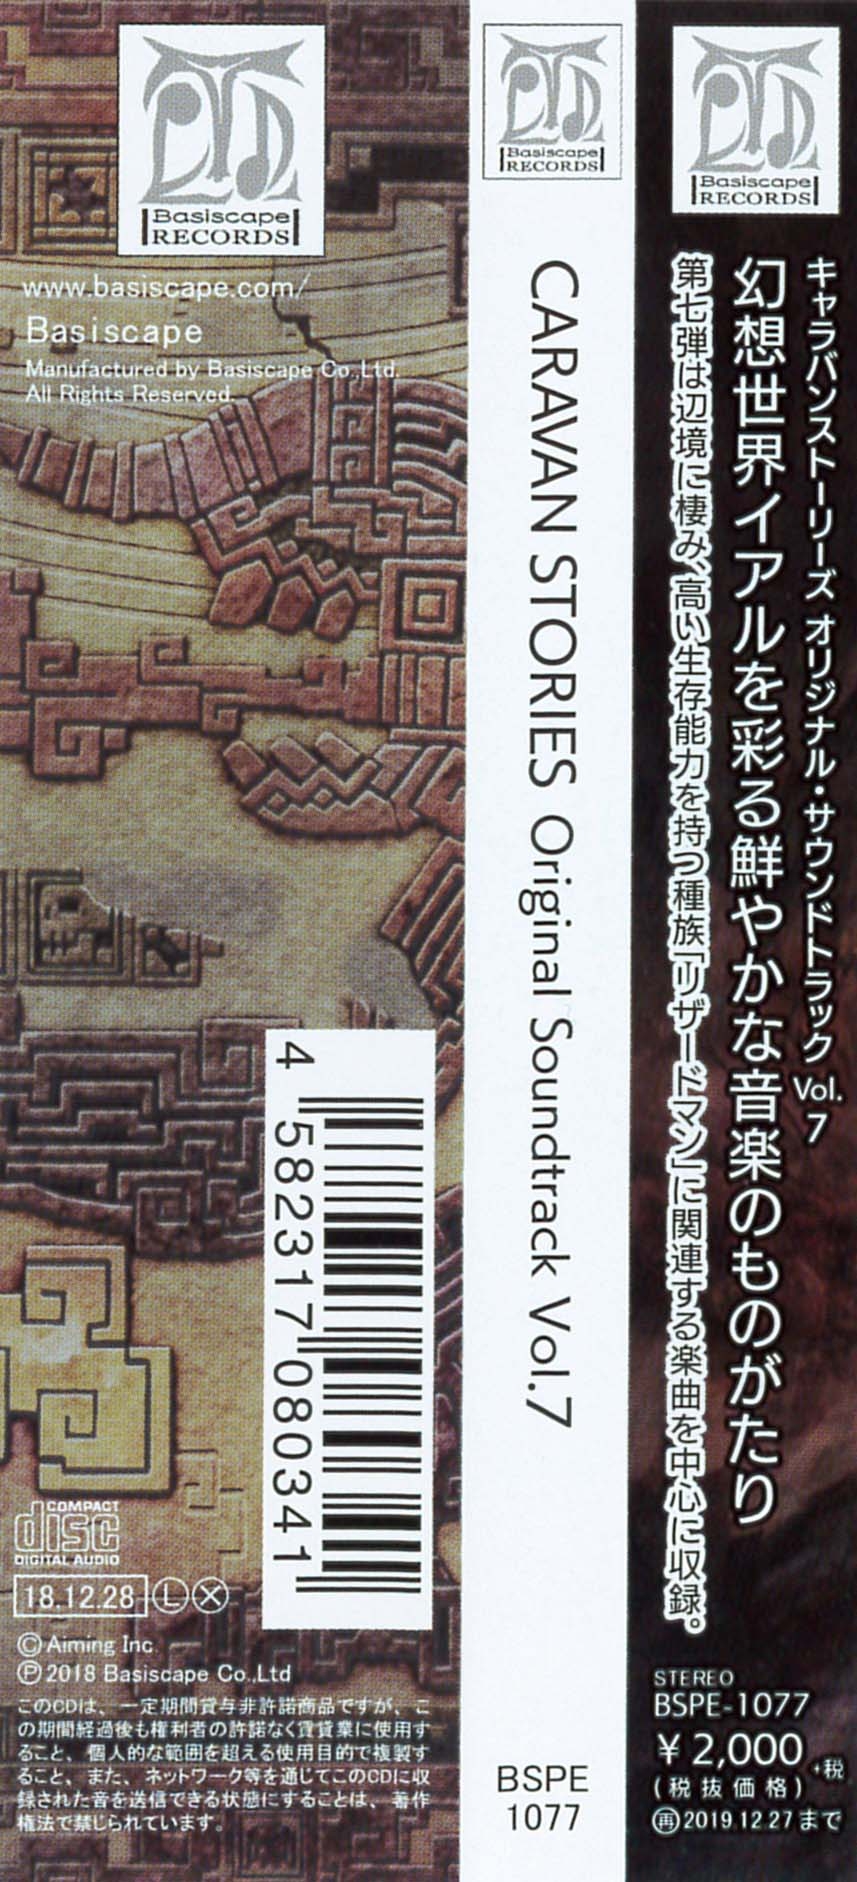 Basiscape
RECORDS
www.basiscape.com/
Basiscape
Manufactured by Basiscape Co.,Ltd.
All Rights Reserved.
4 582317 080341
COMPACT
disc
DIGITAL AUDIO
18.12.28 L X
©Aiming Inc.
℗2018 Basiscape Co.,Ltd
このCDは、一定期間賃与非許諾商品ですが、こ
の期間経過後も権利者の許諾なく賃貸業に使用す
ること、個人的な範囲を超える使用目的で複製す
ること、また、ネットワーク等を通じてこのCDに収
録された音を送信できる状態にすることは、著作
権法で禁じられています。
Basiscape
RECORDS
CARAVAN STORIES Original Soundtrack Vol.7
BSPE
1077
Basiscape
RECORDS
キャラバンストーリーズ オリジナル・サウンドトラック Vol.7
幻想世界イアルを彩る鮮やかな音楽のものがたり
第七弾は辺境に棲み、高い生存能力を持つ種族「リザードマン」に関連する楽曲を中心に収録。
STEREO
BSPE-1077
¥2,000+税
(税抜価格)
再2019.12.27まで